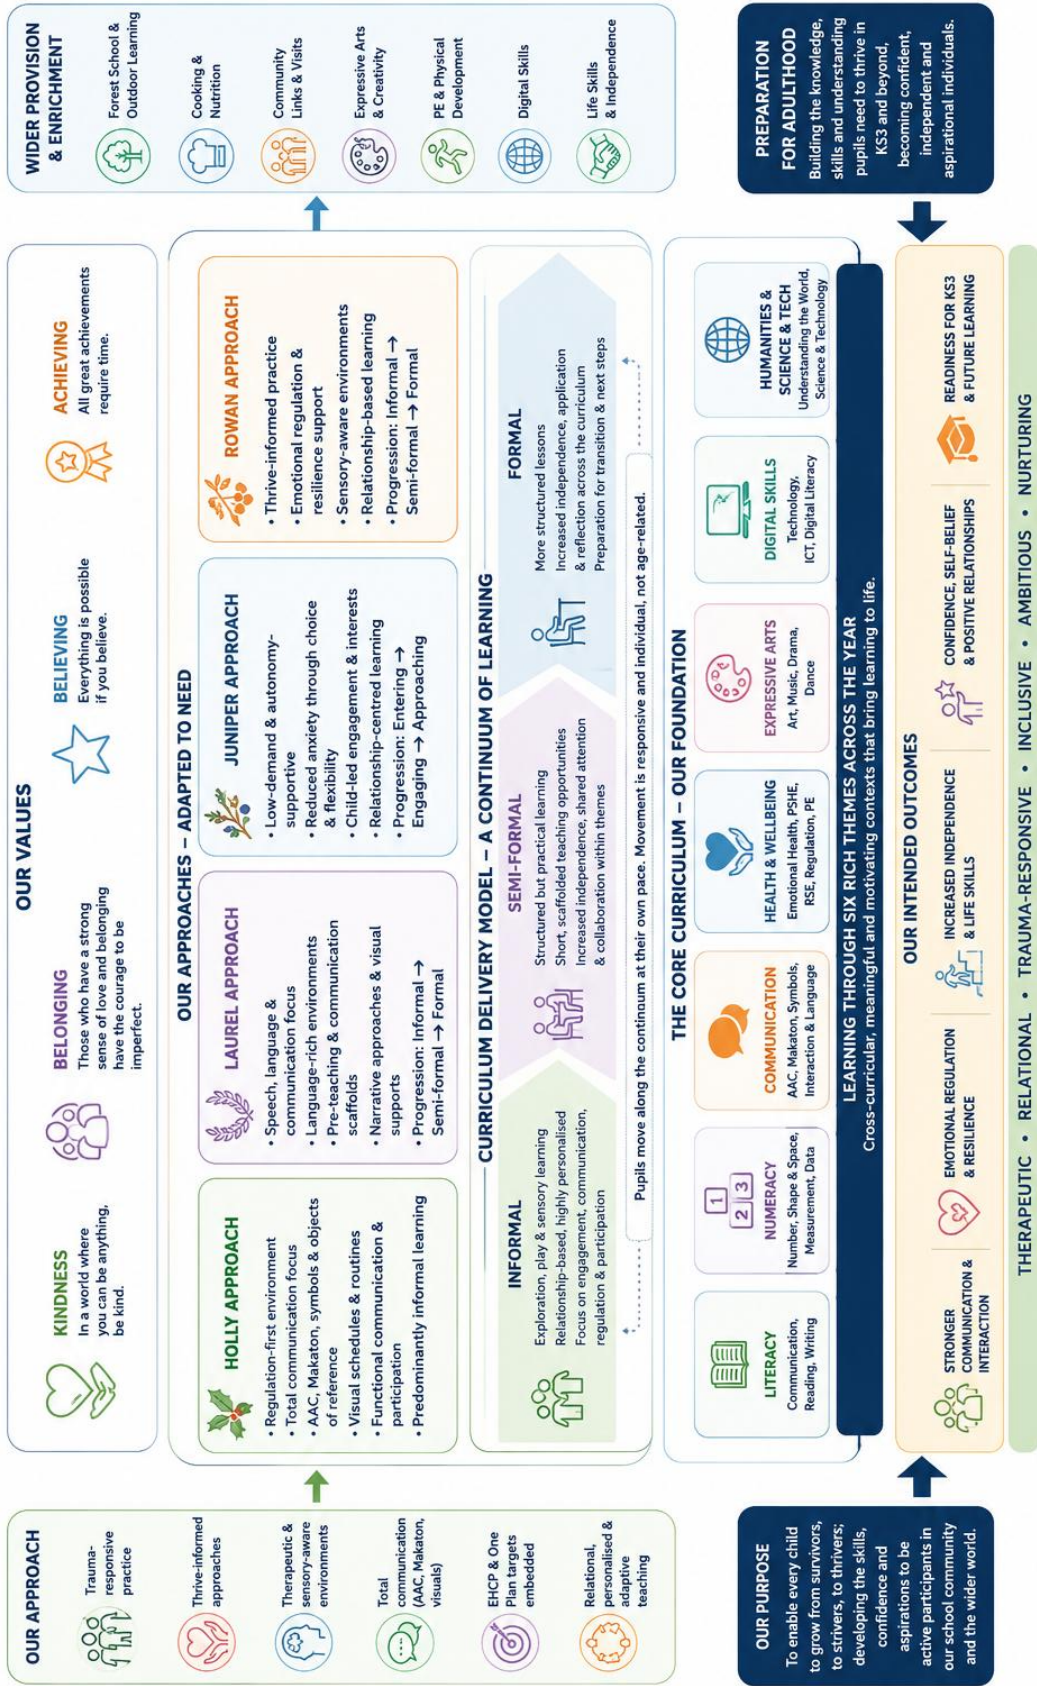 OUR VALUES
KINDNESS
In a world where
you can be anything,
be kind.
BELONGING
Those who have a strong
sense of love and belonging
have the courage to be
imperfect.
BELIEVING
Everything is possible
if you believe.
ACHIEVING
All great achievements
require time.
OUR APPROACH
Trauma-
responsive
practice
Thrive-informed
approaches
Therapeutic &
sensory-aware
environments
Total
communication
(AAC, Makaton,
visuals)
EHCP & One
Plan targets
embedded
Relational,
personalised &
adaptive
teaching
OUR APPROACHES – ADAPTED TO NEED
HOLLY APPROACH
• Regulation-first environment
• Total communication focus
• AAC, Makaton, symbols & objects
of reference
• Visual schedules & routines
• Functional communication &
participation
• Predominantly informal learning
LAUREL APPROACH
• Speech, language &
communication focus
• Language-rich environments
• Pre-teaching & communication
scaffolds
• Narrative approaches & visual
supports
• Progression: Informal →
Semi-formal → Formal
JUNIPER APPROACH
• Low-demand & autonomy-
supportive
• Reduced anxiety through choice
& flexibility
• Child-led engagement & interests
• Relationship-centred learning
• Progression: Entering →
Engaging → Approaching
ROWAN APPROACH
• Thrive-informed practice
• Emotional regulation &
resilience support
• Sensory-aware environments
• Relationship-based learning
• Progression: Informal →
Semi-formal → Formal
WIDER PROVISION
& ENRICHMENT
Forest School &
Outdoor Learning
Cooking &
Nutrition
Community
Links & Visits
Expressive Arts
& Creativity
PE & Physical
Development
Digital Skills
Life Skills
& Independence
CURRICULUM DELIVERY MODEL – A CONTINUUM OF LEARNING
INFORMAL
Exploration, play & sensory learning
Relationship-based, highly personalised
Focus on engagement, communication,
regulation & participation
SEMI-FORMAL
Structured but practical learning
Short, scaffolded teaching opportunities
Increased independence, shared attention
& collaboration within themes
FORMAL
More structured lessons
Increased independence, application
& reflection across the curriculum
Preparation for transition & next steps
Pupils move along the continuum at their own pace. Movement is responsive and individual, not age-related.
THE CORE CURRICULUM – OUR FOUNDATION
LITERACY
Communication,
Reading, Writing
1
2 3
NUMERACY
Number, Shape & Space,
Measurement, Data
COMMUNICATION
AAC, Makaton, Symbols,
Interaction & Language
HEALTH & WELLBEING
Emotional Health, PSHE,
RSE, Regulation, PE
EXPRESSIVE ARTS
Art, Music, Drama,
Dance
DIGITAL SKILLS
Technology,
ICT, Digital Literacy
HUMANITIES &
SCIENCE & TECH
Understanding the World,
Science & Technology
LEARNING THROUGH SIX RICH THEMES ACROSS THE YEAR
Cross-curricular, meaningful and motivating contexts that bring learning to life.
OUR PURPOSE
To enable every child
to grow from survivors,
to strivers, to thrivers;
developing the skills,
confidence and
aspirations to be
active participants in
our school community
and the wider world.
OUR INTENDED OUTCOMES
STRONGER
COMMUNICATION &
INTERACTION
EMOTIONAL REGULATION
& RESILIENCE
INCREASED INDEPENDENCE
& LIFE SKILLS
CONFIDENCE, SELF-BELIEF
& POSITIVE RELATIONSHIPS
READINESS FOR KS3
& FUTURE LEARNING
PREPARATION
FOR ADULTHOOD
Building the knowledge,
skills and understanding
pupils need to thrive in
KS3 and beyond,
becoming confident,
independent and
aspirational individuals.
THERAPEUTIC • RELATIONAL • TRAUMA-RESPONSIVE • INCLUSIVE • AMBITIOUS • NURTURING